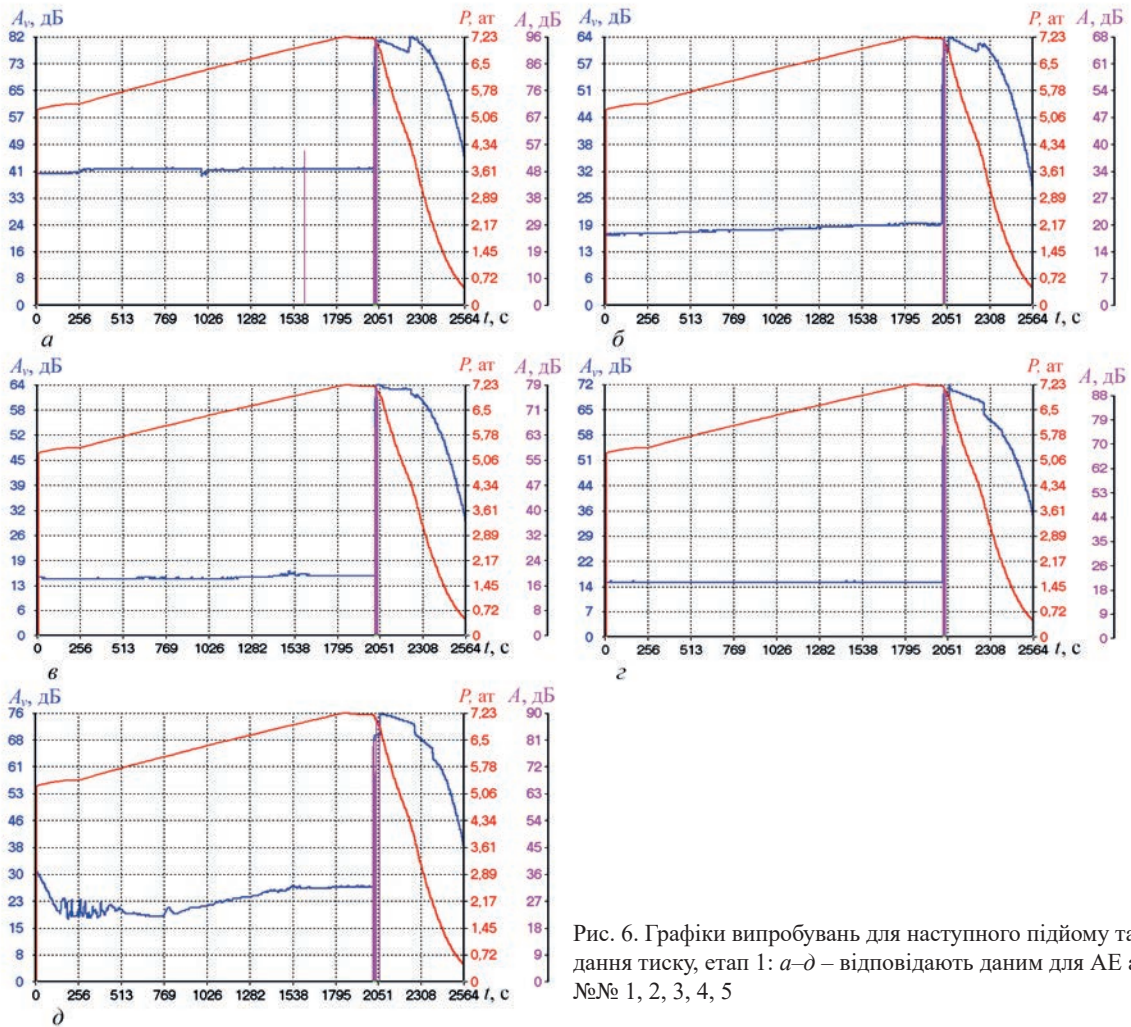 Aᵥ, дБ P, ат A, дБ
82 7,23 96
73 6,5 86
65 5,78 76
57 5,06 67
49 4,34 57
41 3,61 48
33 2,89 38
24 2,17 29
16 1,45 19
8 0,72 10
0 0 0
0 256 513 769 1026 1282 1538 1795 2051 2308 2564 t, с
а
Aᵥ, дБ P, ат A, дБ
64 7,23 68
57 6,5 61
51 5,78 54
44 5,06 47
38 4,34 40
32 3,61 34
25 2,89 27
19 2,17 20
13 1,45 14
6 0,72 7
0 0 0
0 256 513 769 1026 1282 1538 1795 2051 2308 2564 t, с
б
Aᵥ, дБ P, ат A, дБ
64 7,23 79
58 6,5 71
52 5,78 63
45 5,06 55
39 4,34 47
32 3,61 40
26 2,89 32
19 2,17 24
13 1,45 16
6 0,72 8
0 0 0
0 256 513 769 1026 1282 1538 1795 2051 2308 2564 t, с
в
Aᵥ, дБ P, ат A, дБ
72 7,23 88
65 6,5 79
58 5,78 70
51 5,06 62
43 4,34 53
36 3,61 44
29 2,89 35
22 2,17
14 1,45
7 0,72 9
0 0 0
0 256 513 769 1026 1282 1538 1795 2051 2308 2564 t, с
г
Aᵥ, дБ P, ат A, дБ
76 7,23 90
68 6,5 81
61 5,78 72
53 5,06 63
46 4,34 54
38 3,61 45
30 2,89 36
23 2,17 27
15 1,45 18
8 0,72 9
0 0 0
0 256 513 769 1026 1282 1538 1795 2051 2308 2564 t, с
д
Рис. 6. Графіки випробувань для наступного підйому та
дання тиску, етап 1: а–д – відповідають даним для АЕ а
№№ 1, 2, 3, 4, 5